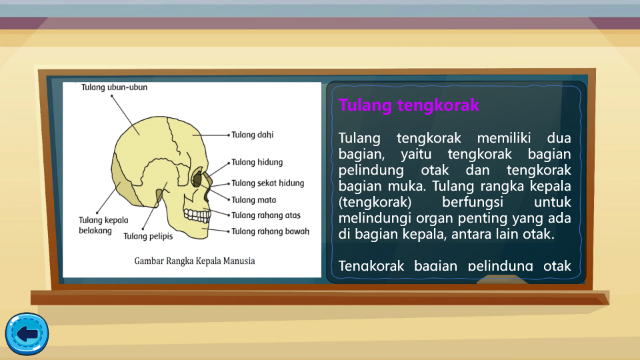 Tulang ubun-ubun
Tulang dahi
Tulang hidung
Tulang sekat hidung
Tulang mata
Tulang rahang atas
Tulang rahang bawah
Tulang kepala
belakang
Tulang pelipis
Gambar Rangka Kepala Manusia
Tulang tengkorak
Tulang tengkorak memiliki dua
bagian, yaitu tengkorak bagian
pelindung otak dan tengkorak
bagian muka. Tulang rangka kepala
(tengkorak) berfungsi untuk
melindungi organ penting yang ada
di bagian kepala, antara lain otak.
Tengkorak bagian pelindung otak